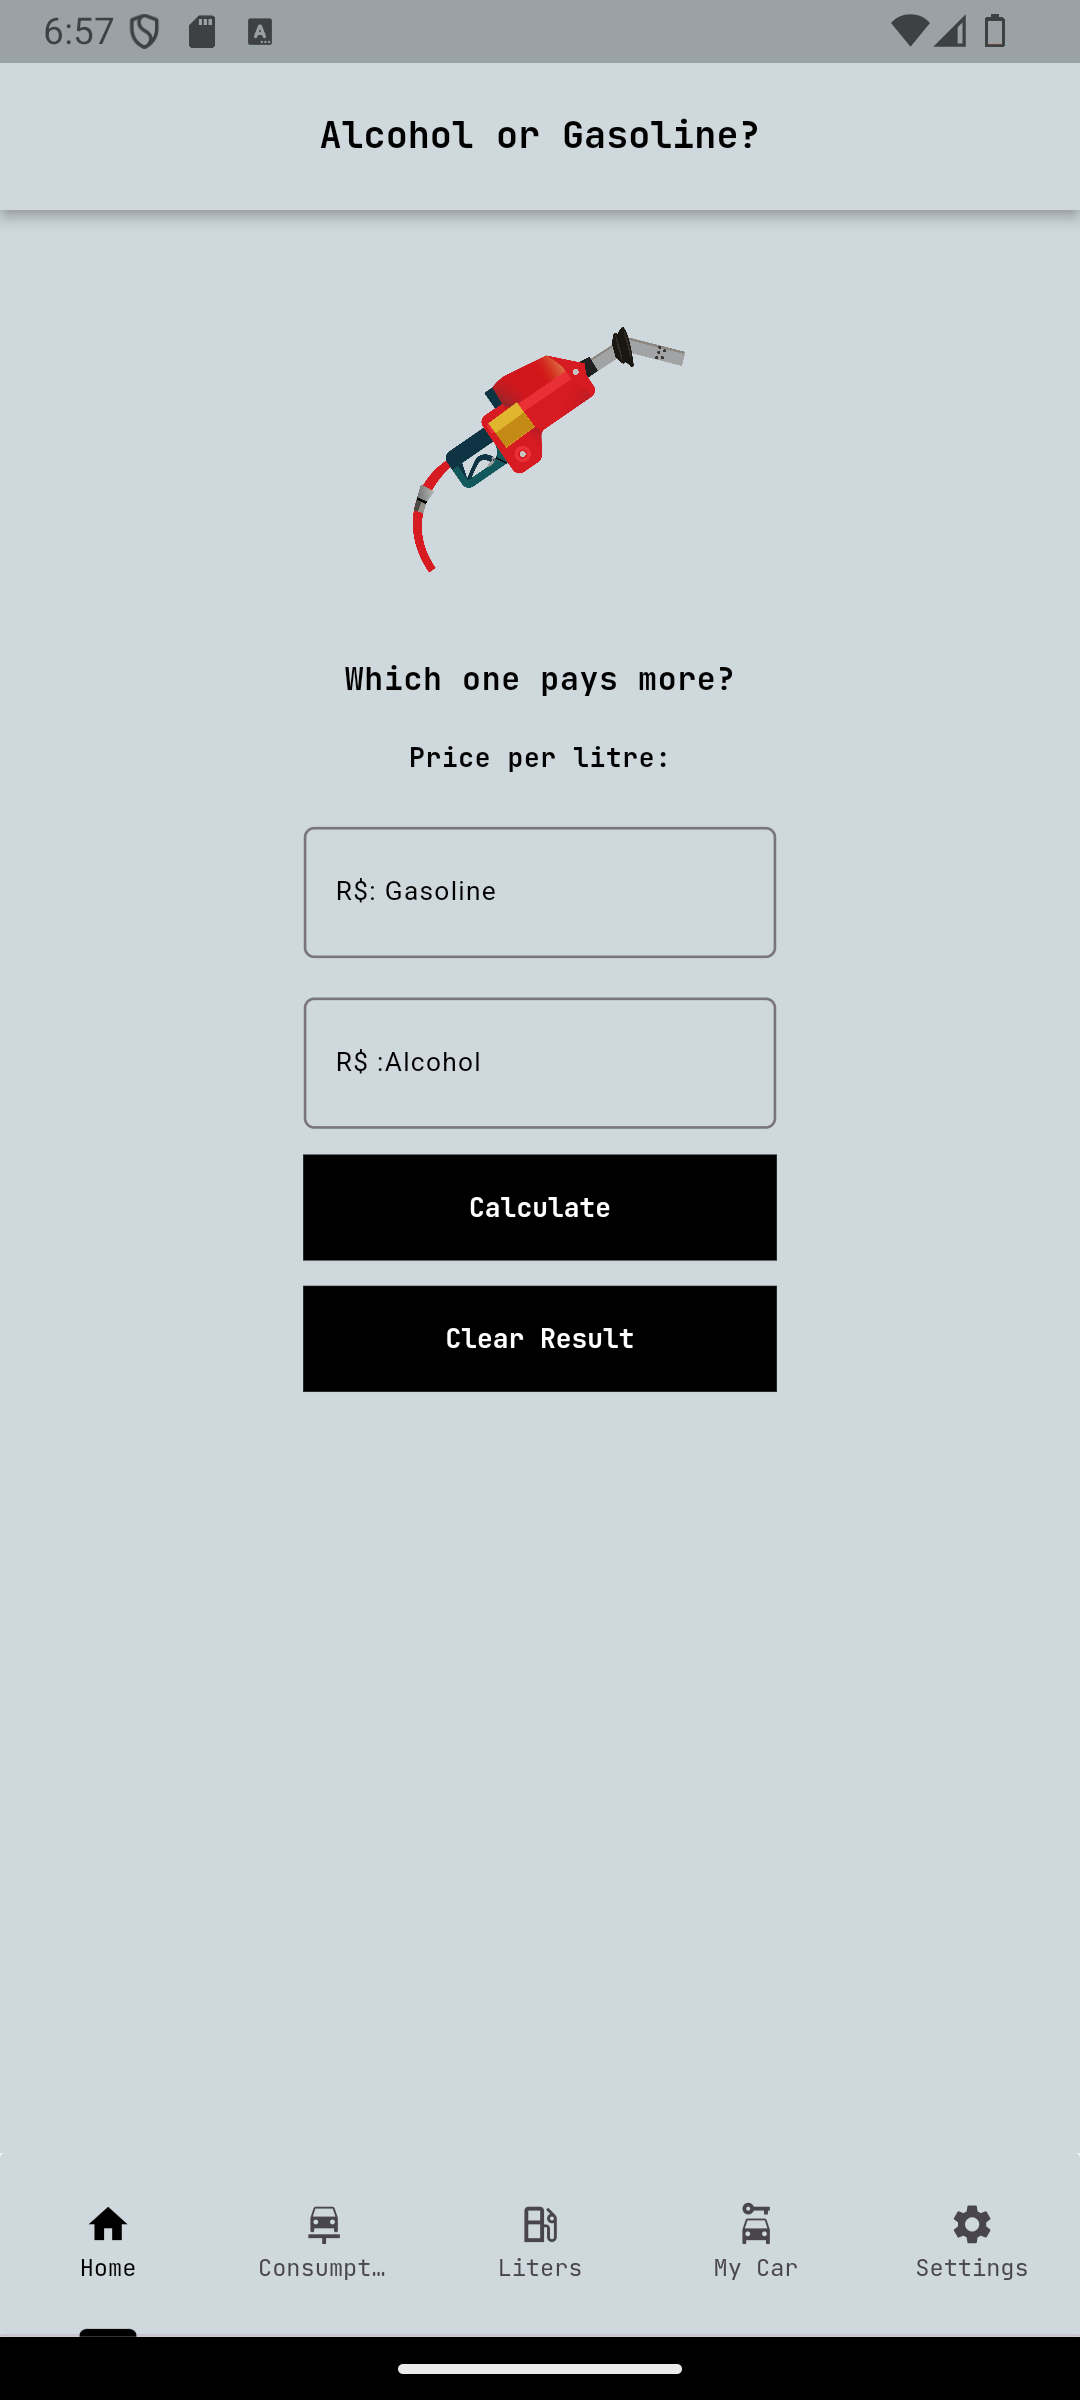 6:57
Alcohol or Gasoline?
Which one pays more?
Price per litre:
R$: Gasoline
R$ :Alcohol
Calculate
Clear Result
Home
Consumpt…
Liters
My Car
Settings